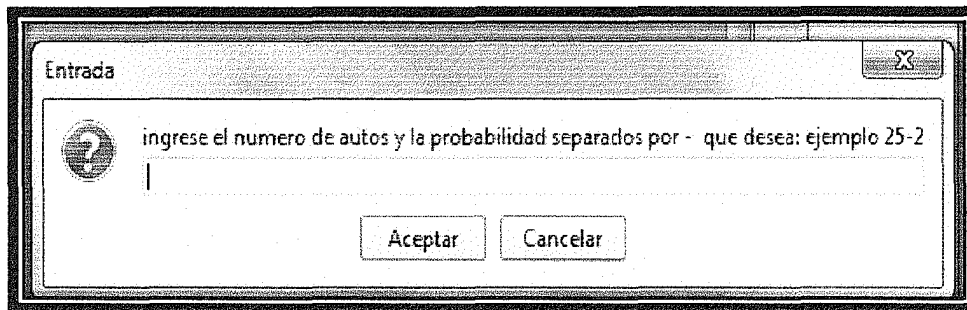 Entrada
ingrese el numero de autos y la probabilidad separados por - que desea: ejemplo 25-2
Aceptar
Cancelar